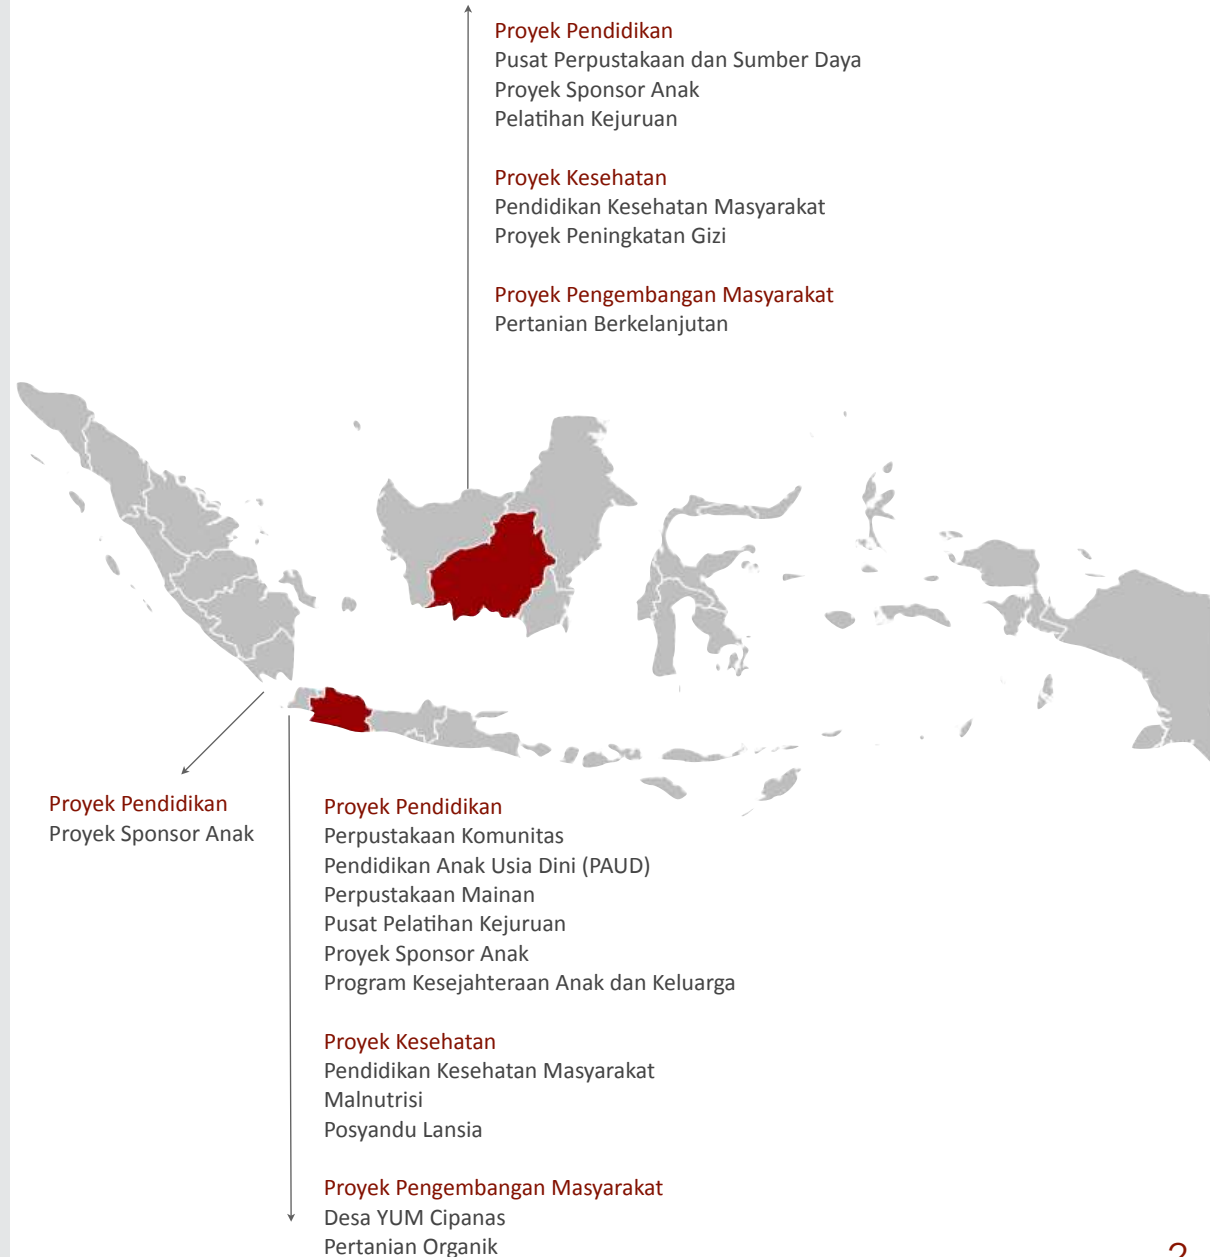 Proyek Pendidikan
Pusat Perpustakaan dan Sumber Daya
Proyek Sponsor Anak
Pelatihan Kejuruan
Proyek Kesehatan
Pendidikan Kesehatan Masyarakat
Proyek Peningkatan Gizi
Proyek Pengembangan Masyarakat
Pertanian Berkelanjutan
Proyek Pendidikan
Proyek Sponsor Anak
Proyek Pendidikan
Perpustakaan Komunitas
Pendidikan Anak Usia Dini (PAUD)
Perpustakaan Mainan
Pusat Pelatihan Kejuruan
Proyek Sponsor Anak
Program Kesejahteraan Anak dan Keluarga
Proyek Kesehatan
Pendidikan Kesehatan Masyarakat
Malnutrisi
Posyandu Lansia
Proyek Pengembangan Masyarakat
Desa YUM Cipanas
Pertanian Organik